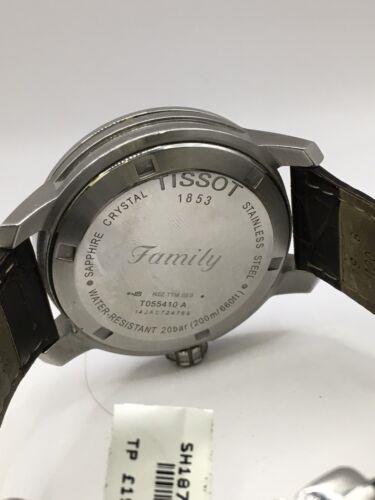 TISSOT
1853
SAPPHIRE CRYSTAL
STAINLESS STEEL
Family
T055410 A
WATER-RESISTANT 20bar (200m/660ft)
SH187
TP £1